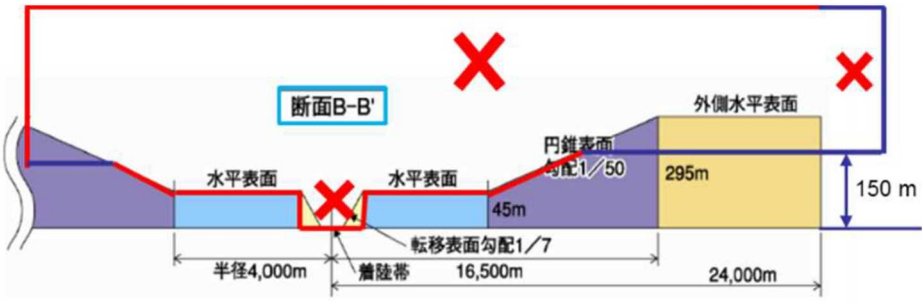 断面B-B'
外側水平表面
円錐表面
勾配1/50
水平表面
水平表面
295m
150 m
45m
転移表面勾配1/7
半径4,000m
着陸帯
16,500m
24,000m